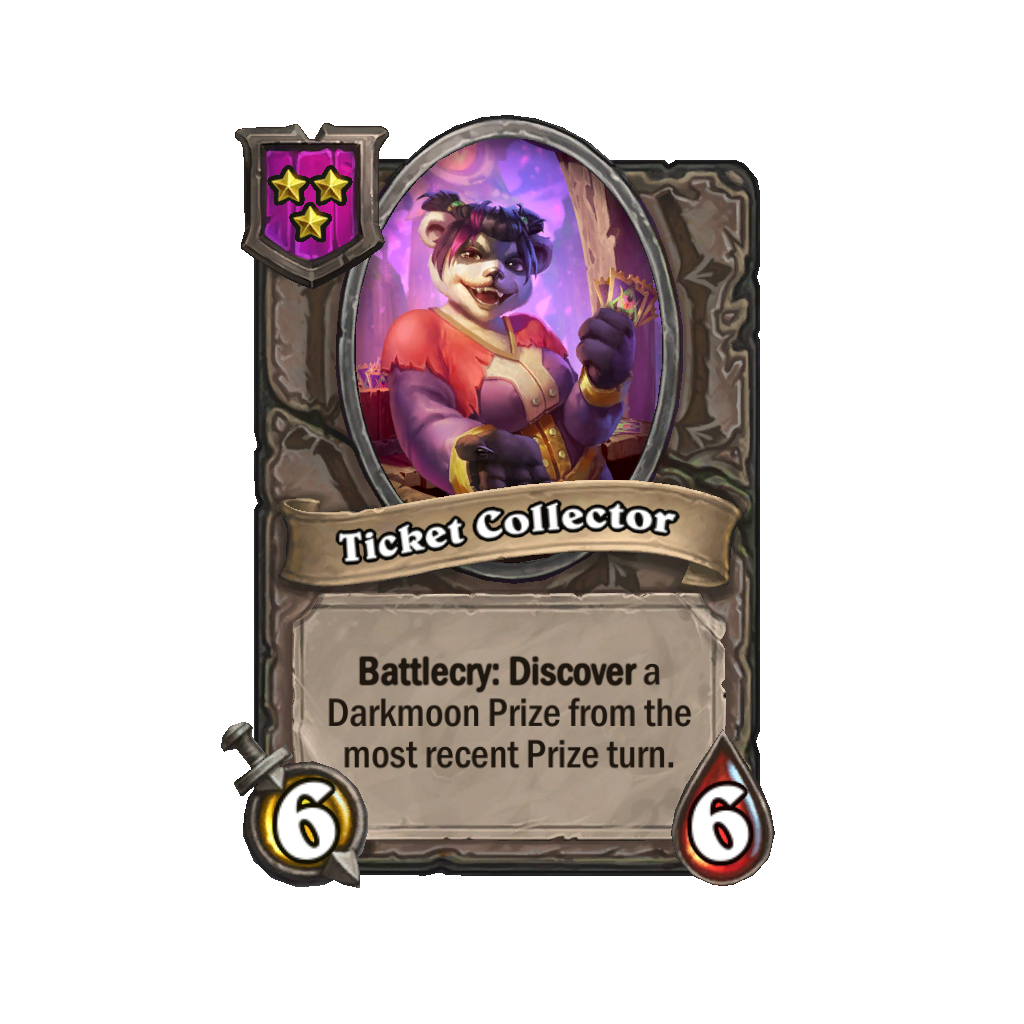 Ticket Collector
Battlecry: Discover a
Darkmoon Prize from the
most recent Prize turn.
6
6